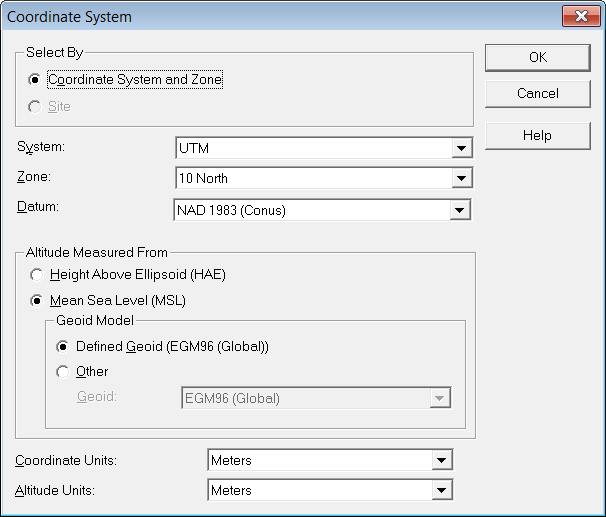 Coordinate System
Select By
Coordinate System and Zone
Site
OK
Cancel
Help
System: UTM
Zone: 10 North
Datum: NAD 1983 (Conus)
Altitude Measured From
Height Above Ellipsoid (HAE)
Mean Sea Level (MSL)
Geoid Model
Defined Geoid (EGM96 (Global))
Other
Geoid: EGM96 (Global)
Coordinate Units: Meters
Altitude Units: Meters